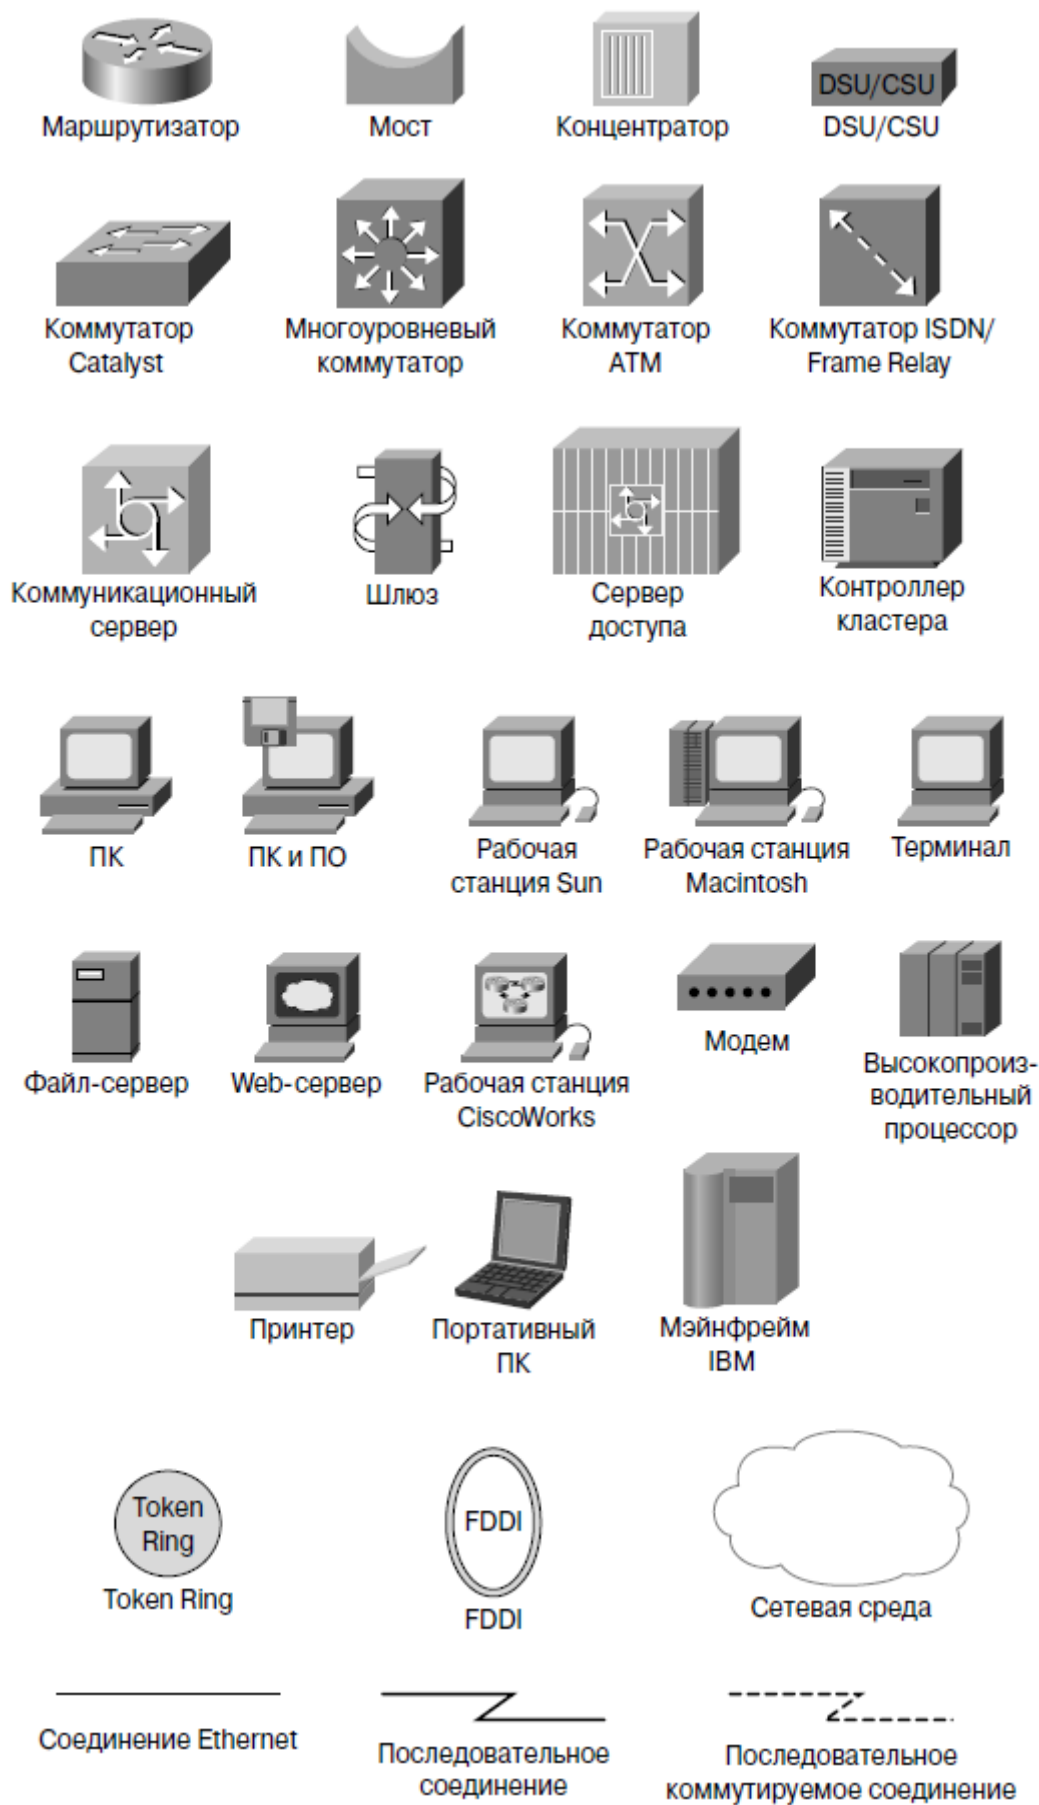 DSU/CSU
Маршрутизатор
Мост
Концентратор
DSU/CSU
Коммутатор
Catalyst
Многоуровневый
коммутатор
Коммутатор
ATM
Коммутатор ISDN/
Frame Relay
Коммуникационный
сервер
Шлюз
Сервер
доступа
Контроллер
кластера
ПК
ПК и ПО
Рабочая
станция Sun
Рабочая станция
Macintosh
Терминал
Файл-сервер
Web-сервер
Рабочая станция
CiscoWorks
Модем
Высокопроиз-
водительный
процессор
Принтер
Портативный
ПК
Мэйнфрейм
IBM
Token
Ring
Token Ring
FDDI
FDDI
Сетевая среда
Соединение Ethernet
Последовательное
соединение
Последовательное
коммутируемое соединение